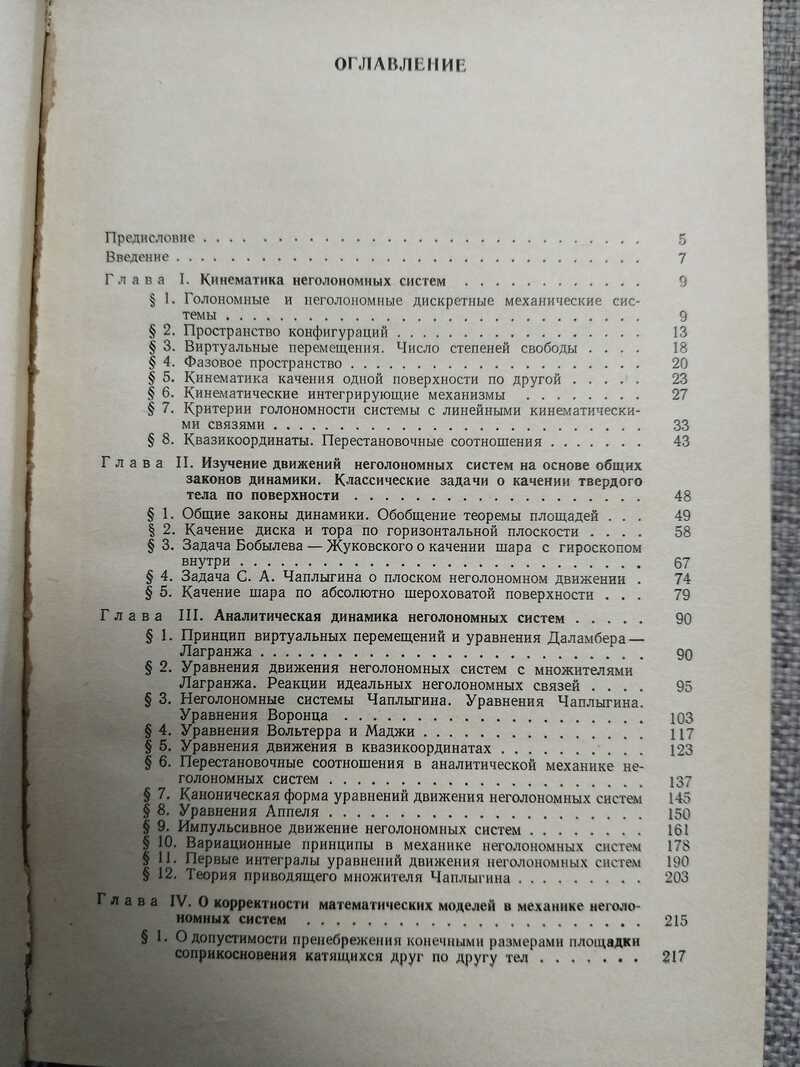 ОГЛАВЛЕНИЕ
Предисловие . . . . . . . . . . . . . . . . . . . . . . . . . . . . . . 5
Введение . . . . . . . . . . . . . . . . . . . . . . . . . . . . . . . . 7
Глава I. Кинематика неголономных систем . . . . . . . . . . . . . 9
§ 1. Голономные и неголономные дискретные механические сис-
темы . . . . . . . . . . . . . . . . . . . . . . . . . . . . . 9
§ 2. Пространство конфигураций . . . . . . . . . . . . . . . . . 13
§ 3. Виртуальные перемещения. Число степеней свободы . . . . 18
§ 4. Фазовое пространство . . . . . . . . . . . . . . . . . . . . 20
§ 5. Кинематика качения одной поверхности по другой . . . . . 23
§ 6. Кинематические интегрирующие механизмы . . . . . . . . 27
§ 7. Критерии голономности системы с линейными кинематически-
ми связями . . . . . . . . . . . . . . . . . . . . . . . . . . 33
§ 8. Квазикоординаты. Перестановочные соотношения . . . . . . . 43
Глава II. Изучение движений неголономных систем на основе общих
законов динамики. Классические задачи о качении твердого
тела по поверхности . . . . . . . . . . . . . . . . . . . . 48
§ 1. Общие законы динамики. Обобщение теоремы площадей . . . 49
§ 2. Качение диска и тора по горизонтальной плоскости . . . . 58
§ 3. Задача Бобылева — Жуковского о качении шара с гироскопом
внутри . . . . . . . . . . . . . . . . . . . . . . . . . . . . 67
§ 4. Задача С. А. Чаплыгина о плоском неголономном движении . 74
§ 5. Качение шара по абсолютно шероховатой поверхности . . . 79
Глава III. Аналитическая динамика неголономных систем . . . . . 90
§ 1. Принцип виртуальных перемещений и уравнения Даламбера —
Лагранжа . . . . . . . . . . . . . . . . . . . . . . . . . . . 90
§ 2. Уравнения движения неголономных систем с множителями
Лагранжа. Реакции идеальных неголономных связей . . . . 95
§ 3. Неголономные системы Чаплыгина. Уравнения Чаплыгина.
Уравнения Воронца . . . . . . . . . . . . . . . . . . . . . 103
§ 4. Уравнения Вольтерра и Маджи . . . . . . . . . . . . . . . . 117
§ 5. Уравнения движения в квазикоординатах . . . . . . . . . . 123
§ 6. Перестановочные соотношения в аналитической механике не-
голономных систем . . . . . . . . . . . . . . . . . . . . . . 137
§ 7. Каноническая форма уравнений движения неголономных систем 145
§ 8. Уравнения Аппеля . . . . . . . . . . . . . . . . . . . . . . 150
§ 9. Импульсивное движение неголономных систем . . . . . . . . 161
§ 10. Вариационные принципы в механике неголономных систем 178
§ 11. Первые интегралы уравнений движения неголономных систем 190
§ 12. Теория приводящего множителя Чаплыгина . . . . . . . . . 203
Глава IV. О корректности математических моделей в механике неголо-
номных систем . . . . . . . . . . . . . . . . . . . . . . . 215
§ 1. О допустимости пренебрежения конечными размерами площадки
соприкосновения катящихся друг по другу тел . . . . . . . 217